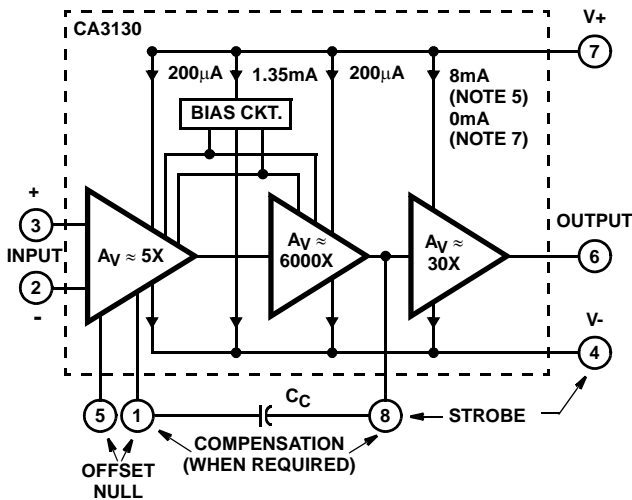 CA3130
V+
7
200µA
1.35mA
200µA
8mA
(NOTE 5)
0mA
(NOTE 7)
BIAS CKT.
+
3
INPUT
2
-
AV ≈ 5X
AV ≈
6000X
AV ≈
30X
OUTPUT
6
V-
4
5
1
CC
8
STROBE
COMPENSATION
(WHEN REQUIRED)
OFFSET
NULL